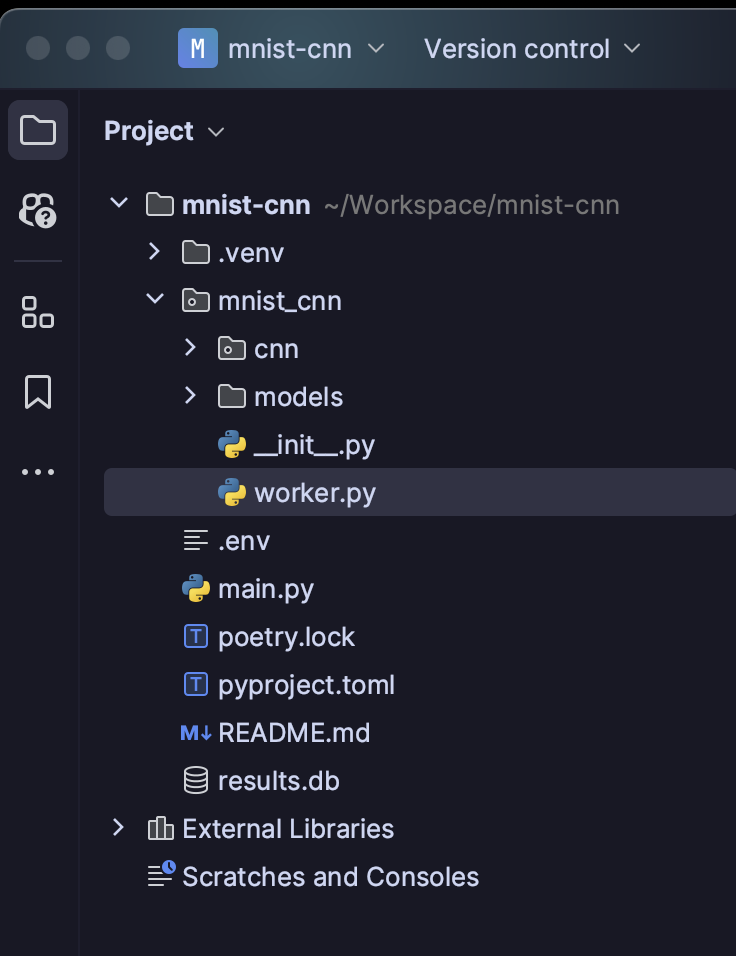 M mnist-cnn Version control
Project
mnist-cnn ~/Workspace/mnist-cnn
.venv
mnist_cnn
cnn
models
__init__.py
worker.py
.env
main.py
T poetry.lock
T pyproject.toml
M↓ README.md
results.db
External Libraries
Scratches and Consoles